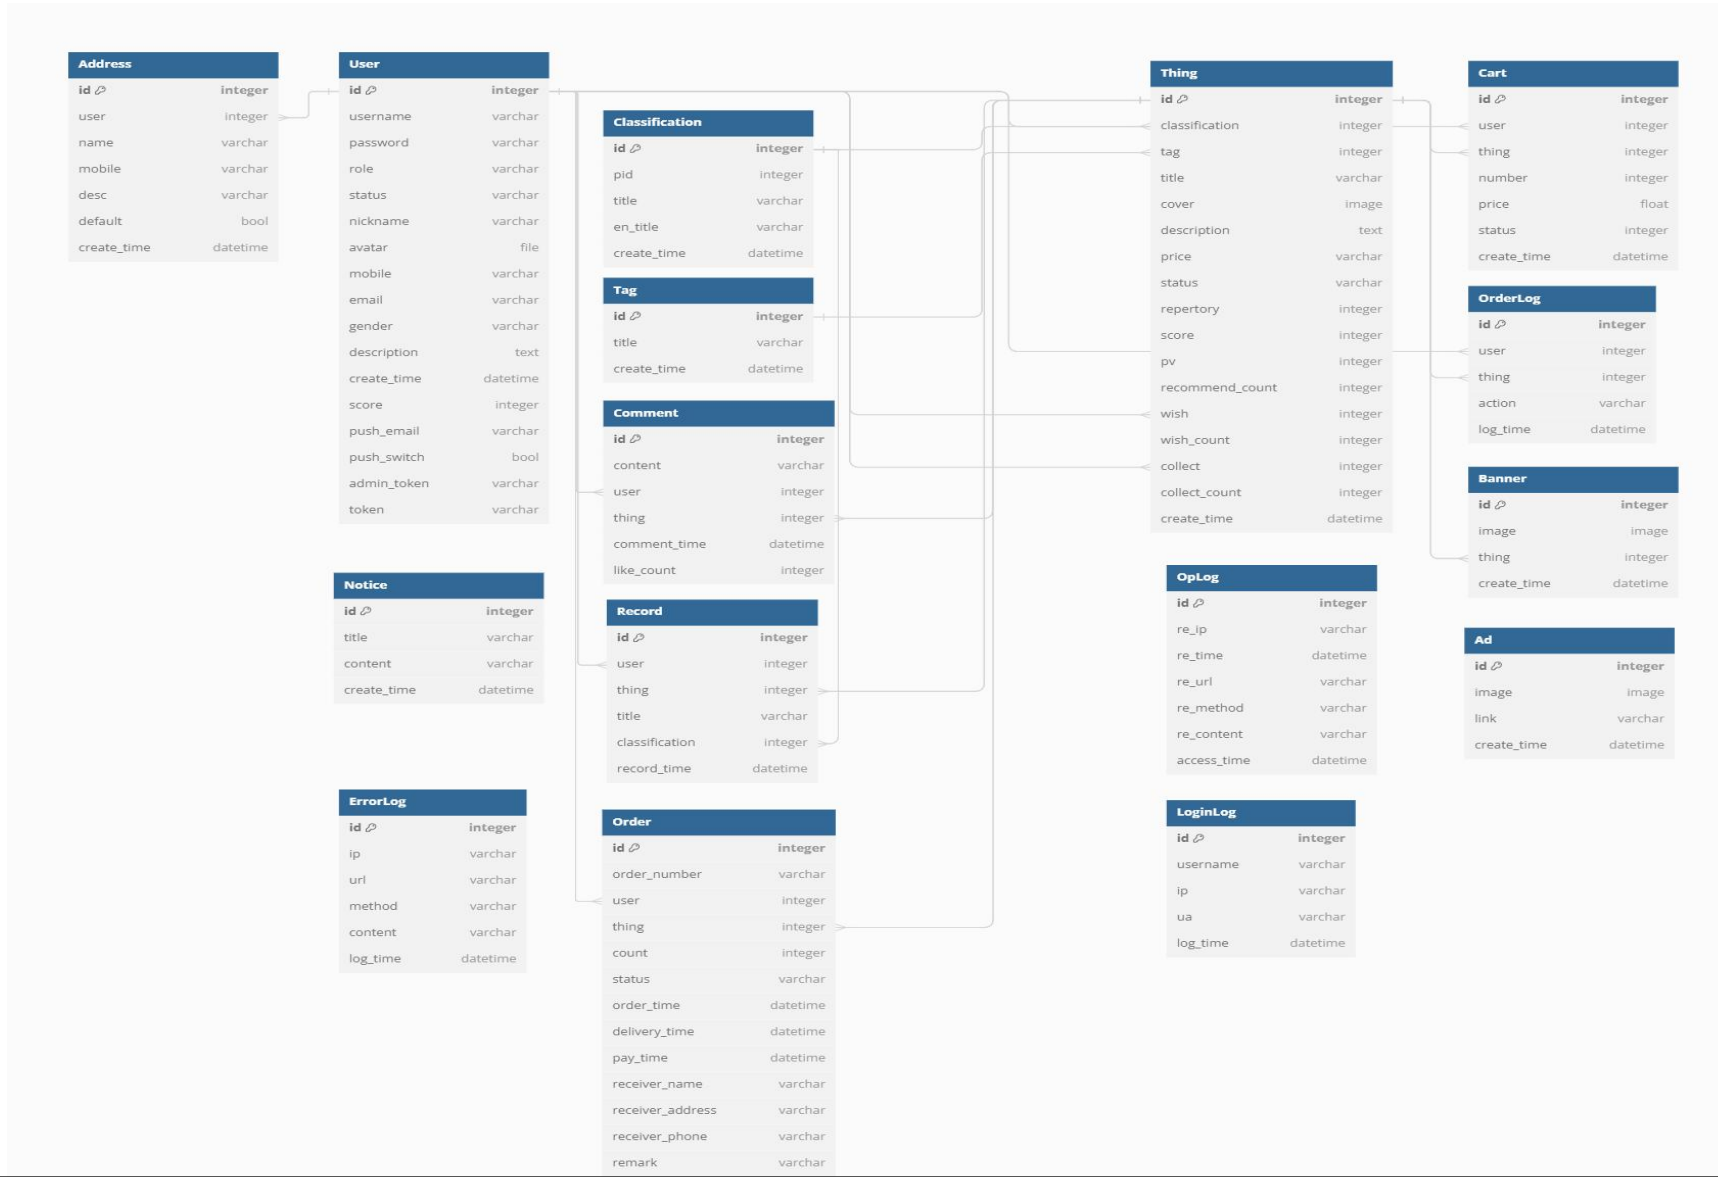 Address
id integer
user integer
name varchar
mobile varchar
desc varchar
default bool
create_time datetime
User
id integer
username varchar
password varchar
role varchar
status varchar
nickname varchar
avatar file
mobile varchar
email varchar
gender varchar
description text
create_time datetime
score integer
push_email varchar
push_switch bool
admin_token varchar
token varchar
Notice
id integer
title varchar
content varchar
create_time datetime
ErrorLog
id integer
ip varchar
url varchar
method varchar
content varchar
log_time datetime
Classification
id integer
pid integer
title varchar
en_title varchar
create_time datetime
Tag
id integer
title varchar
create_time datetime
Comment
id integer
content varchar
user integer
thing integer
comment_time datetime
like_count integer
Record
id integer
user integer
thing integer
title varchar
classification integer
record_time datetime
Order
id integer
order_number varchar
user integer
thing integer
count integer
status varchar
order_time datetime
delivery_time datetime
pay_time datetime
receiver_name varchar
receiver_address varchar
receiver_phone varchar
remark varchar
Thing
id integer
classification integer
tag integer
title varchar
cover image
description text
price varchar
status varchar
repertory integer
score integer
pv integer
recommend_count integer
wish integer
wish_count integer
collect integer
collect_count integer
create_time datetime
OpLog
id integer
re_ip varchar
re_time datetime
re_url varchar
re_method varchar
re_content varchar
access_time datetime
LoginLog
id integer
username varchar
ip varchar
ua varchar
log_time datetime
Cart
id integer
user integer
thing integer
number integer
price float
status integer
create_time datetime
OrderLog
id integer
user integer
thing integer
action varchar
log_time datetime
Banner
id integer
image image
thing integer
create_time datetime
Ad
id integer
image image
link varchar
create_time datetime